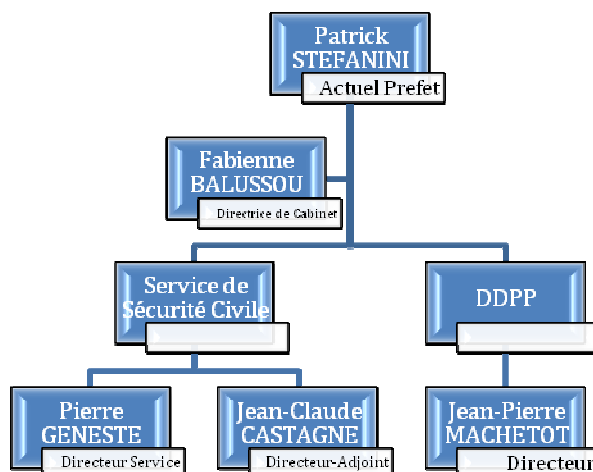 Patrick
STEFANINI
Actuel Prefet
Fabienne
BALUSSOU
Directrice de Cabinet
Service de
Sécurité Civile
DDPP
Pierre
GENESTE
Directeur Service
Jean-Claude
CASTAGNE
Directeur-Adjoint
Jean-Pierre
MACHETOT
Directeur